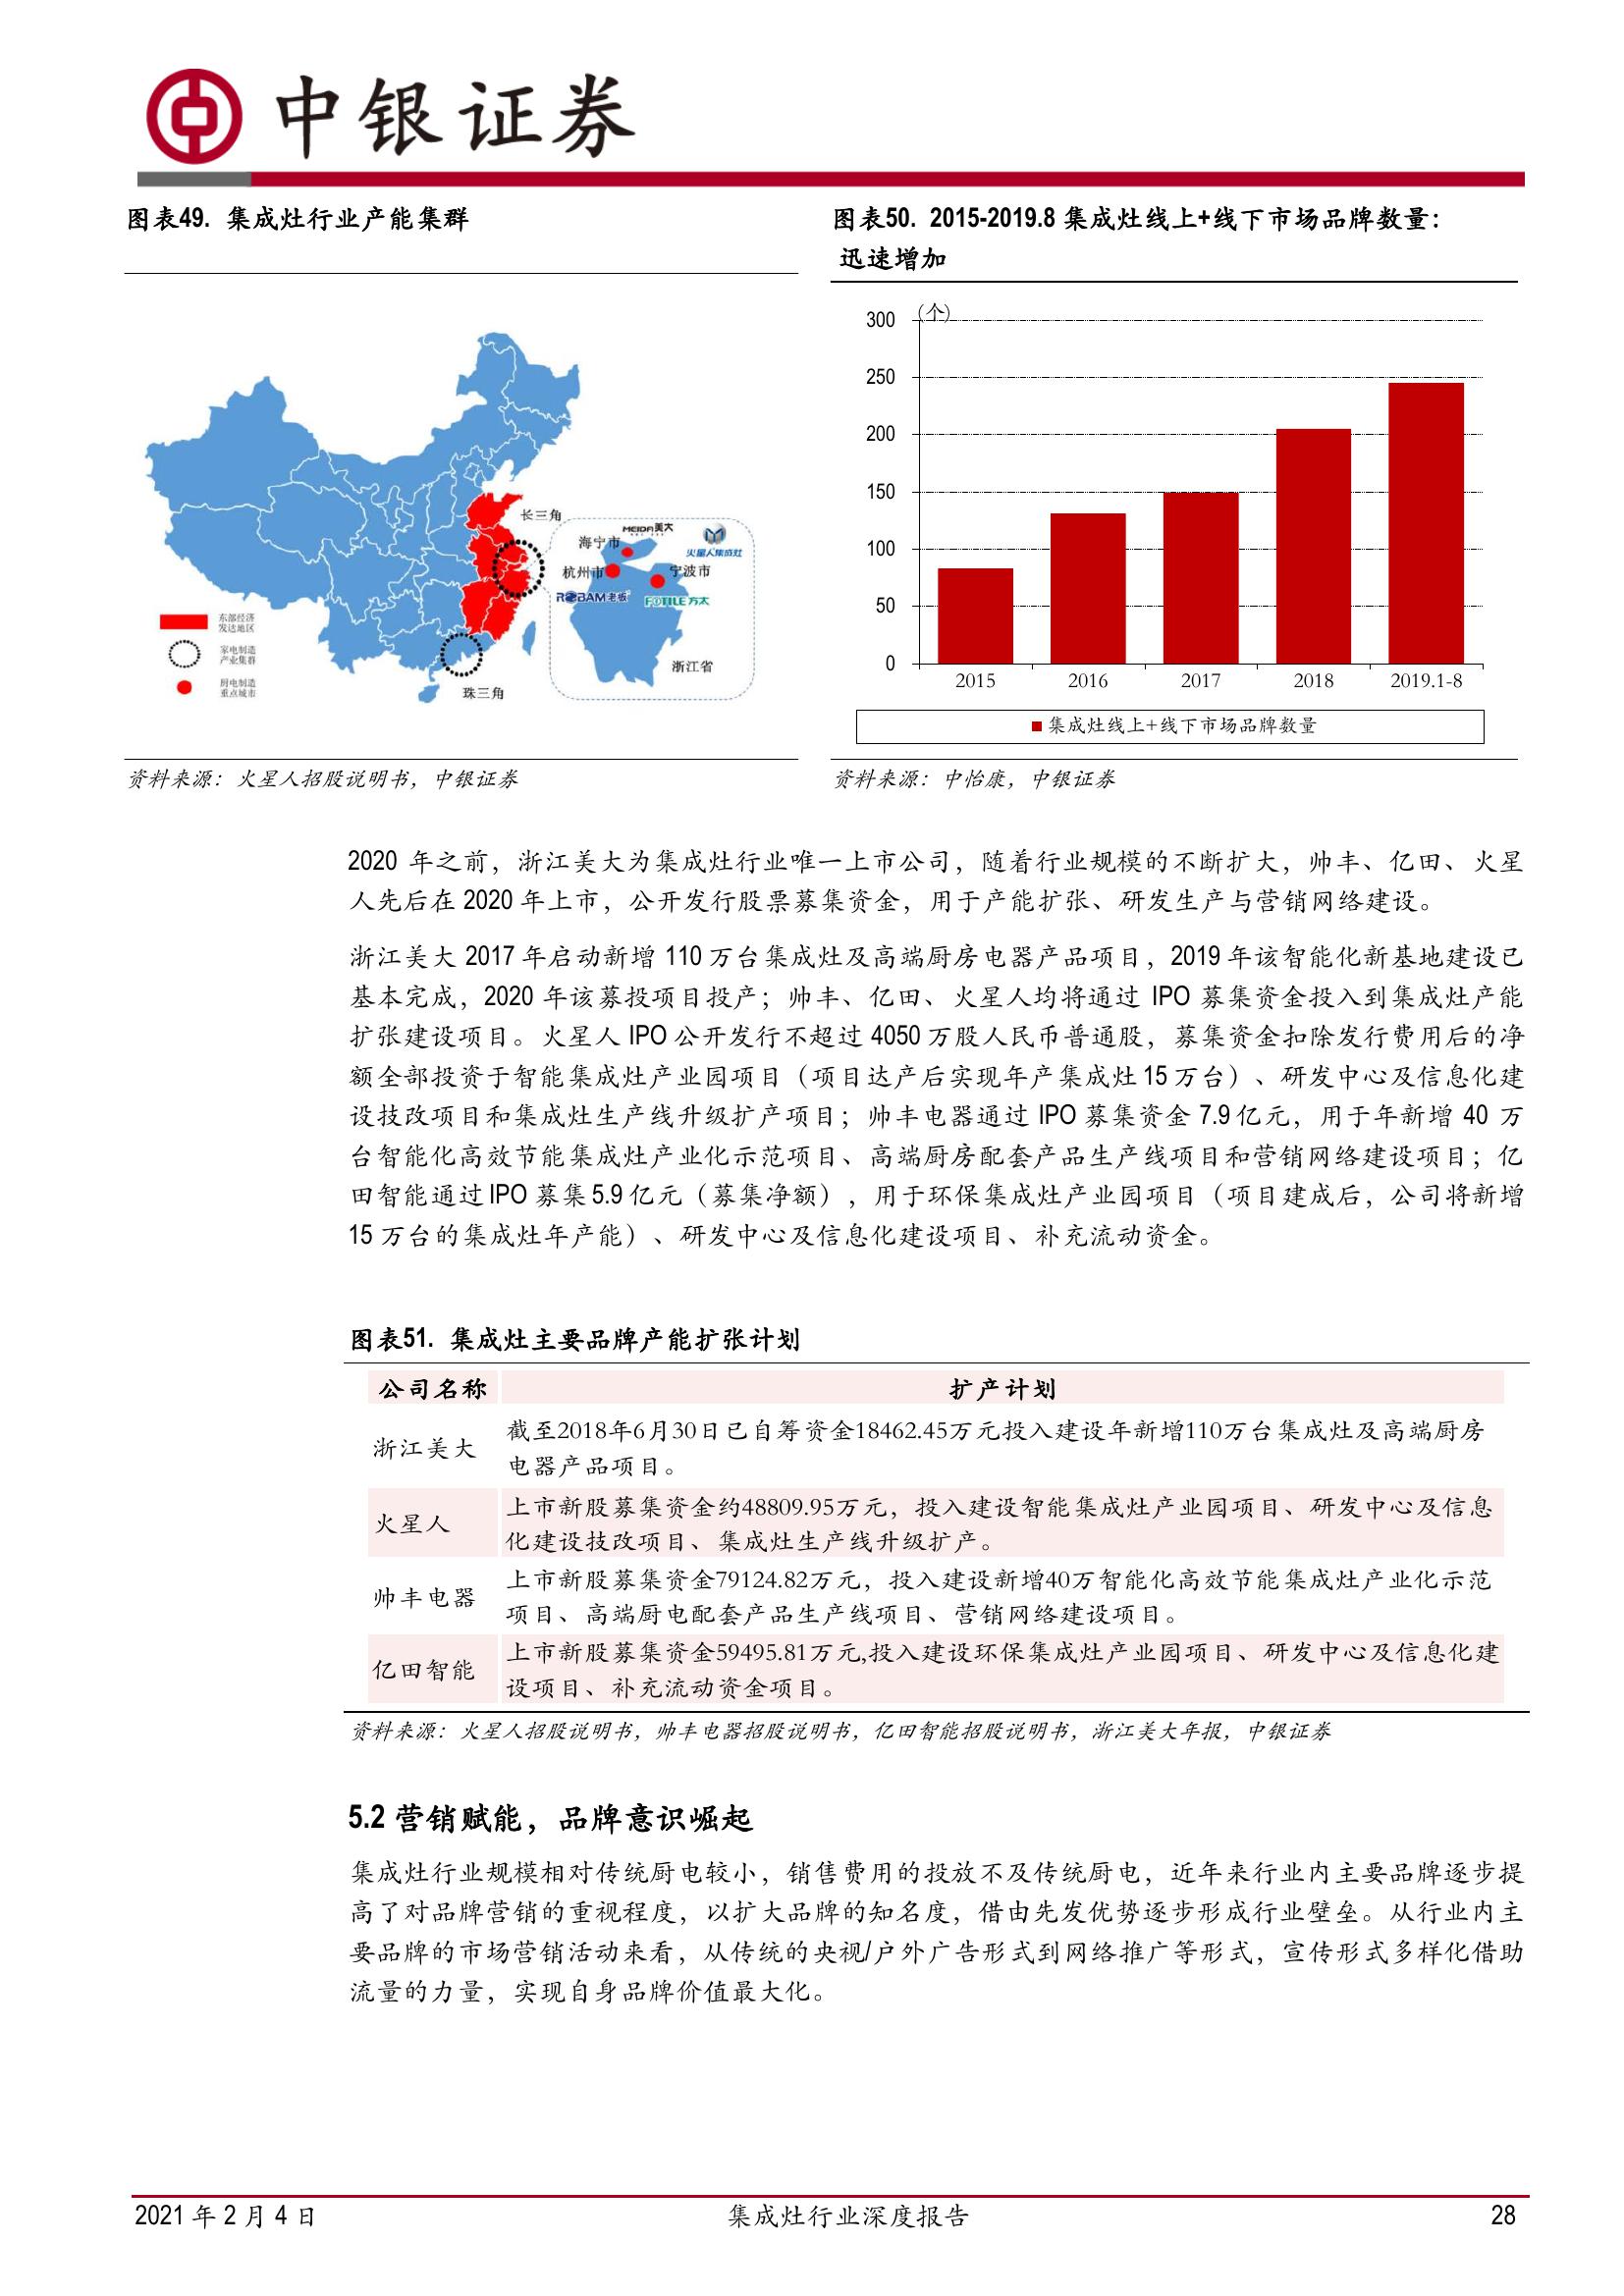 中银证券
图表49. 集成灶行业产能集群
长三角
MEIDA美大
海宁市
火星人集成灶
杭州市
宁波市
ROBAM老板
FOTILE方太
浙江省
东部经济
发达地区
家电制造
产业集群
厨电制造
重点城市
珠三角
资料来源：火星人招股说明书，中银证券
图表50. 2015-2019.8 集成灶线上+线下市场品牌数量：
迅速增加
(个)
300
250
200
150
100
50
0
2015 2016 2017 2018 2019.1-8
集成灶线上+线下市场品牌数量
资料来源：中怡康，中银证券
2020 年之前，浙江美大为集成灶行业唯一上市公司，随着行业规模的不断扩大，帅丰、亿田、火星
人先后在 2020 年上市，公开发行股票募集资金，用于产能扩张、研发生产与营销网络建设。
浙江美大 2017 年启动新增 110 万台集成灶及高端厨房电器产品项目，2019 年该智能化新基地建设已
基本完成，2020 年该募投项目投产；帅丰、亿田、火星人均将通过 IPO 募集资金投入到集成灶产能
扩张建设项目。火星人 IPO 公开发行不超过 4050 万股人民币普通股，募集资金扣除发行费用后的净
额全部投资于智能集成灶产业园项目（项目达产后实现年产集成灶 15 万台）、研发中心及信息化建
设技改项目和集成灶生产线升级扩产项目；帅丰电器通过 IPO 募集资金 7.9 亿元，用于年新增 40 万
台智能化高效节能集成灶产业化示范项目、高端厨房配套产品生产线项目和营销网络建设项目；亿
田智能通过 IPO 募集 5.9 亿元（募集净额），用于环保集成灶产业园项目（项目建成后，公司将新增
15 万台的集成灶年产能）、研发中心及信息化建设项目、补充流动资金。
图表51. 集成灶主要品牌产能扩张计划
公司名称 扩产计划
浙江美大
截至2018年6月30日已自筹资金18462.45万元投入建设年新增110万台集成灶及高端厨房
电器产品项目。
火星人
上市新股募集资金约48809.95万元，投入建设智能集成灶产业园项目、研发中心及信息
化建设技改项目、集成灶生产线升级扩产。
帅丰电器
上市新股募集资金79124.82万元，投入建设新增40万智能化高效节能集成灶产业化示范
项目、高端厨电配套产品生产线项目、营销网络建设项目。
亿田智能
上市新股募集资金59495.81万元,投入建设环保集成灶产业园项目、研发中心及信息化建
设项目、补充流动资金项目。
资料来源：火星人招股说明书，帅丰电器招股说明书，亿田智能招股说明书，浙江美大年报，中银证券
5.2 营销赋能，品牌意识崛起
集成灶行业规模相对传统厨电较小，销售费用的投放不及传统厨电，近年来行业内主要品牌逐步提
高了对品牌营销的重视程度，以扩大品牌的知名度，借由先发优势逐步形成行业壁垒。从行业内主
要品牌的市场营销活动来看，从传统的央视/户外广告形式到网络推广等形式，宣传形式多样化借助
流量的力量，实现自身品牌价值最大化。
2021 年 2 月 4 日 集成灶行业深度报告 28